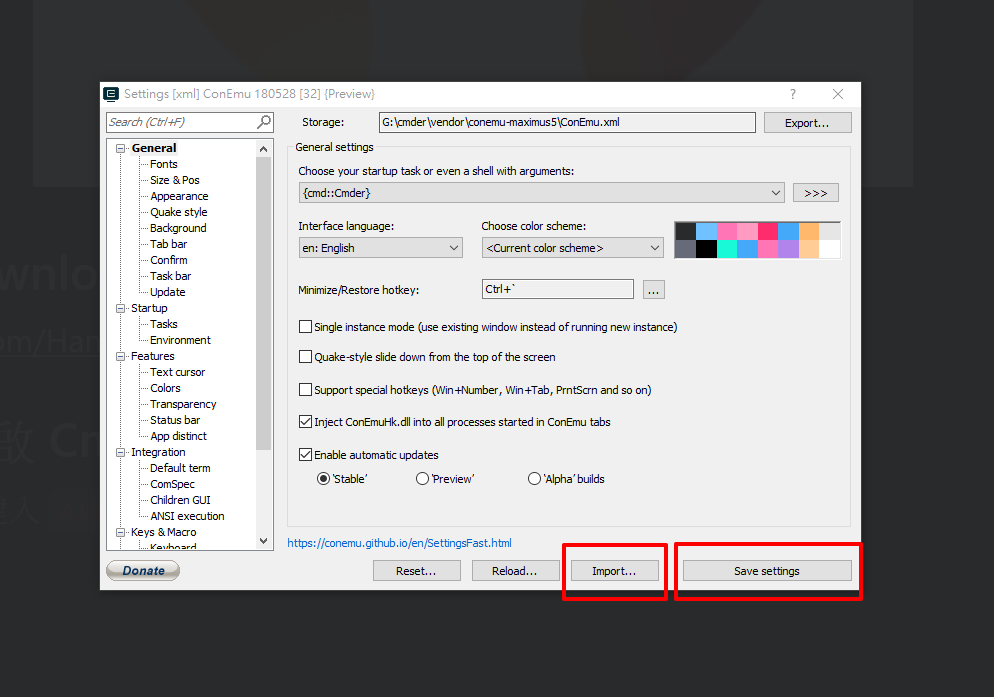 Settings [xml] ConEmu 180528 [32] {Preview}
?
Search (Ctrl+F)
Storage:
G:\cmder\vendor\conemu-maximus5\ConEmu.xml
Export...
General
Fonts
Size & Pos
Appearance
Quake style
Background
Tab bar
Confirm
Task bar
Update
Startup
Tasks
Environment
Features
Text cursor
Colors
Transparency
Status bar
App distinct
Integration
Default term
ComSpec
Children GUI
ANSI execution
Keys & Macro
Keyboard
General settings
Choose your startup task or even a shell with arguments:
{cmd::Cmder}
>>>
Interface language:
Choose color scheme:
en: English
<Current color scheme>
Minimize/Restore hotkey:
Ctrl+`
...
Single instance mode (use existing window instead of running new instance)
Quake-style slide down from the top of the screen
Support special hotkeys (Win+Number, Win+Tab, PrntScrn and so on)
Inject ConEmuHk.dll into all processes started in ConEmu tabs
Enable automatic updates
'Stable'
'Preview'
'Alpha' builds
https://conemu.github.io/en/SettingsFast.html
Donate
Reset...
Reload...
Import...
Save settings